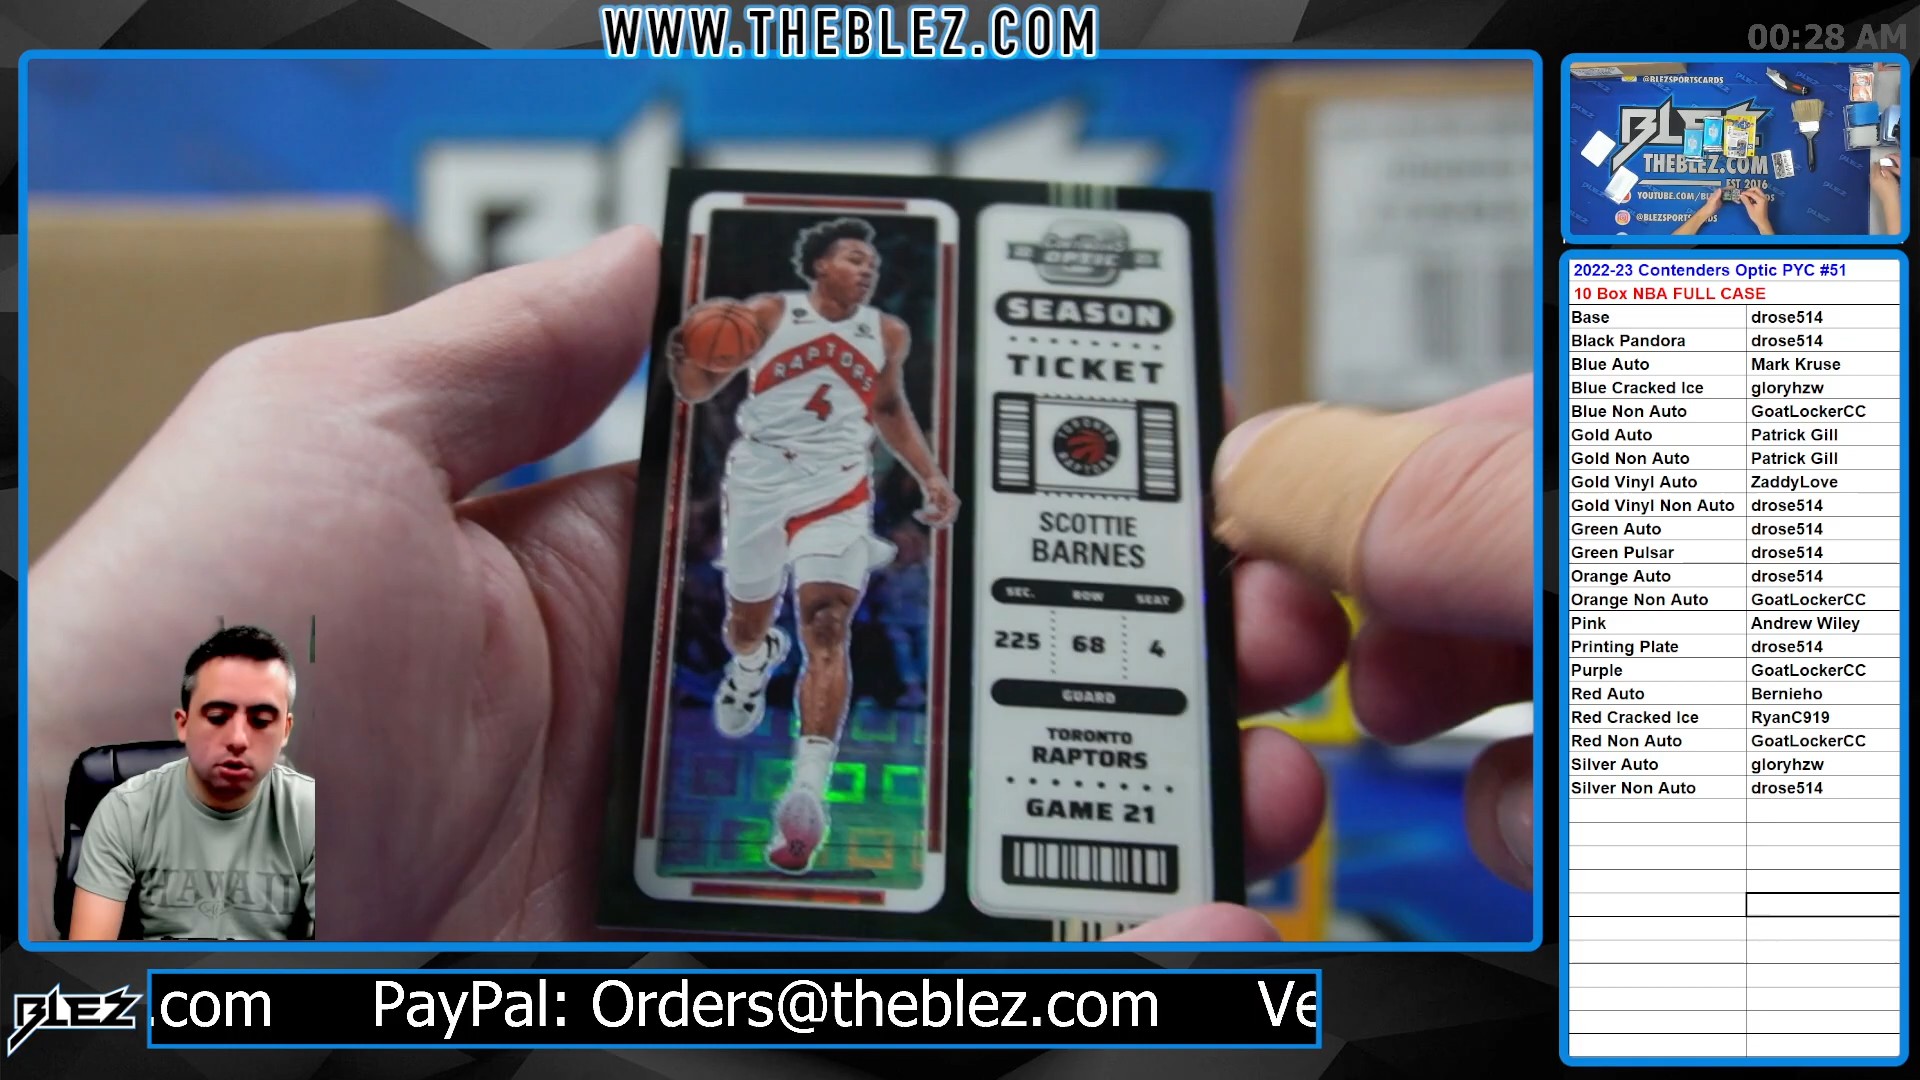 WWW.THEBLEZ.COM
00:28 AM
CONTENDERS
OPTIC
SEASON
TICKET
TORONTO
RAPTORS
SCOTTIE
BARNES
SEC. ROW SEAT
225 68 4
GUARD
TORONTO
RAPTORS
GAME 21
RAPTORS
4
HAWAII
@BLEZSPORTSCARDS
THEBLEZ.COM
EST 2016
@BLEZSPORTSCARDS
2022-23 Contenders Optic PYC #51
10 Box NBA FULL CASE
Base drose514
Black Pandora drose514
Blue Auto Mark Kruse
Blue Cracked Ice gloryhzw
Blue Non Auto GoatLockerCC
Gold Auto Patrick Gill
Gold Non Auto Patrick Gill
Gold Vinyl Auto ZaddyLove
Gold Vinyl Non Auto drose514
Green Auto drose514
Green Pulsar drose514
Orange Auto drose514
Orange Non Auto GoatLockerCC
Pink Andrew Wiley
Printing Plate drose514
Purple GoatLockerCC
Red Auto Bernieho
Red Cracked Ice RyanC919
Red Non Auto GoatLockerCC
Silver Auto gloryhzw
Silver Non Auto drose514
BLEZ
.com PayPal: Orders@theblez.com Ve